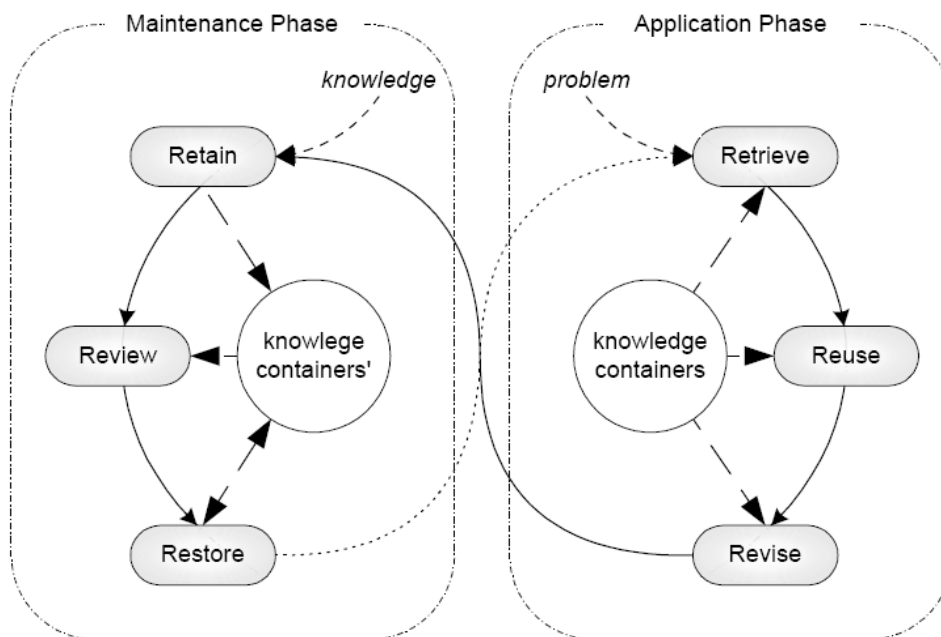 Maintenance Phase
Application Phase
knowledge
problem
Retain
Retrieve
Review
knowlege
containers'
knowledge
containers
Reuse
Restore
Revise